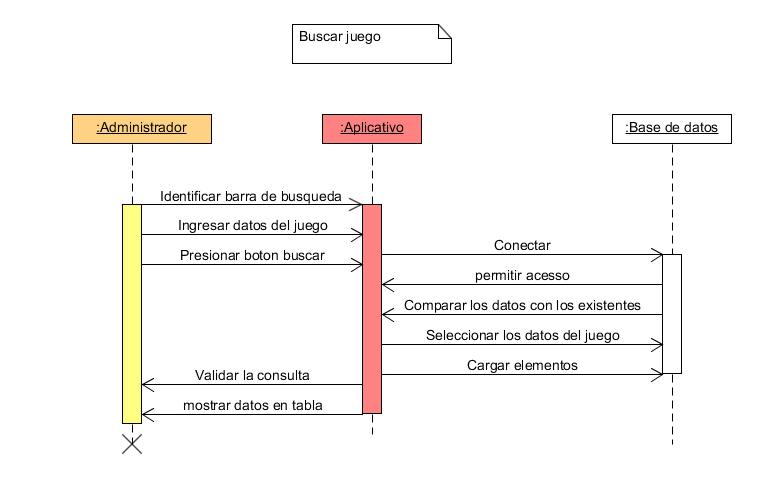 Buscar juego
:Administrador
:Aplicativo
:Base de datos
Identificar barra de busqueda
Ingresar datos del juego
Presionar boton buscar
Conectar
permitir acesso
Comparar los datos con los existentes
Seleccionar los datos del juego
Cargar elementos
Validar la consulta
mostrar datos en tabla